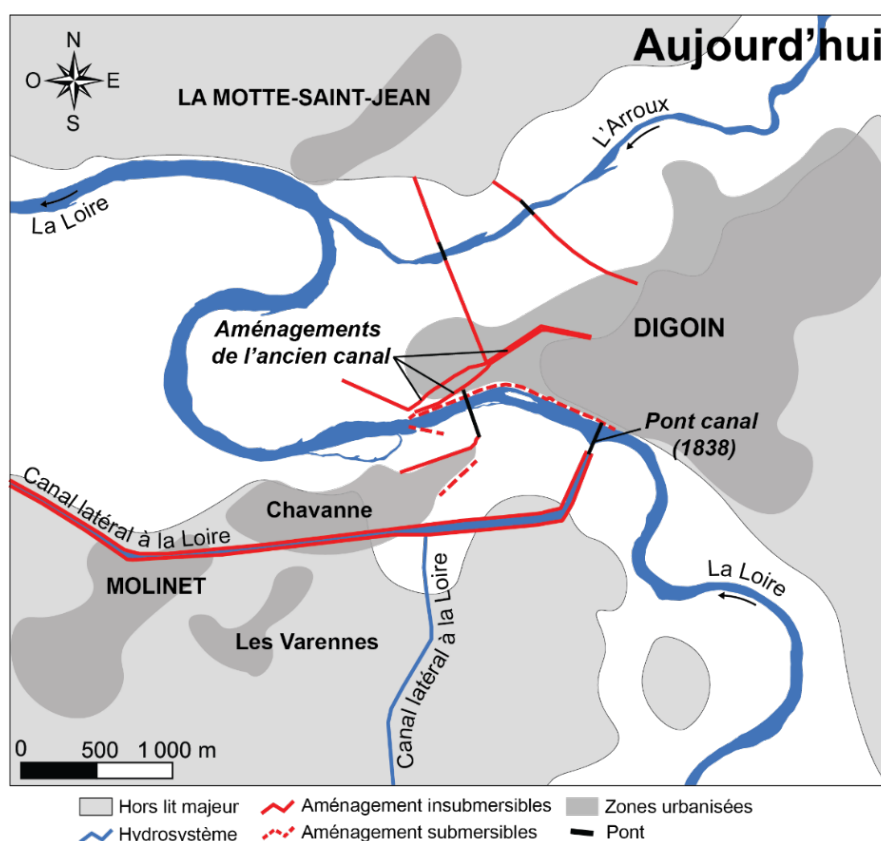 Aujourd'hui
N
O
E
S
LA MOTTE-SAINT-JEAN
L'Arroux
La Loire
Aménagements
de l'ancien canal
DIGOIN
Pont canal
(1838)
Canal latéral à la Loire
Chavanne
MOLINET
La Loire
Les Varennes
Canal latéral à la Loire
0 500 1 000 m
Hors lit majeur
Aménagement insubmersibles
Zones urbanisées
Hydrosystème
Aménagement submersibles
Pont